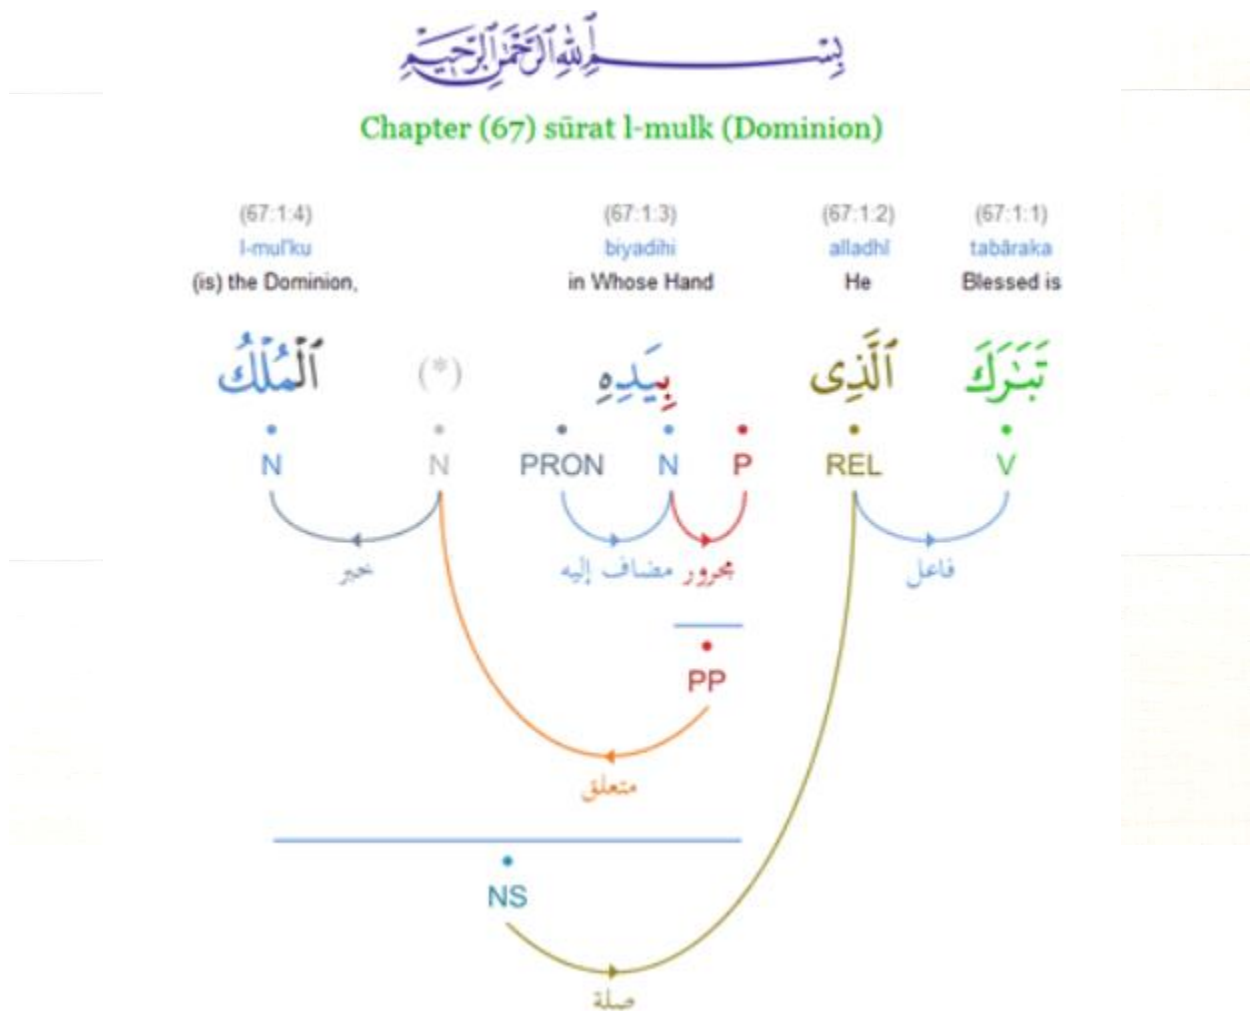 بِسْمِ ٱللَّهِ ٱلرَّحْمَٰنِ ٱلرَّحِيمِ
Chapter (67) sūrat l-mulk (Dominion)
(67:1:4) (67:1:3) (67:1:2) (67:1:1)
l-mul'ku biyadihi alladhī tabāraka
(is) the Dominion, in Whose Hand He Blessed is
تَبَٰرَكَ ٱلَّذِى بِيَدِهِ (*) ٱلْمُلْكُ
N N PRON N P REL V
فاعل مجرور مضاف إليه خبر
PP
متعلق
NS
صلة